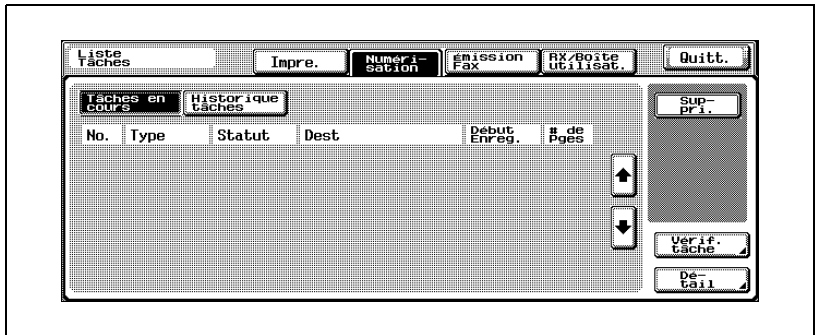 Liste
Tâches
Impre.
Numéri-
sation
émission
Fax
RX/Boîte
utilisat.
Quitt.
Tâches en
cours
Historique
tâches
Sup-
pri.
No. Type Statut Dest
Début
Enreg.
# de
Pges
Vérif.
tâche
Dé-
tail